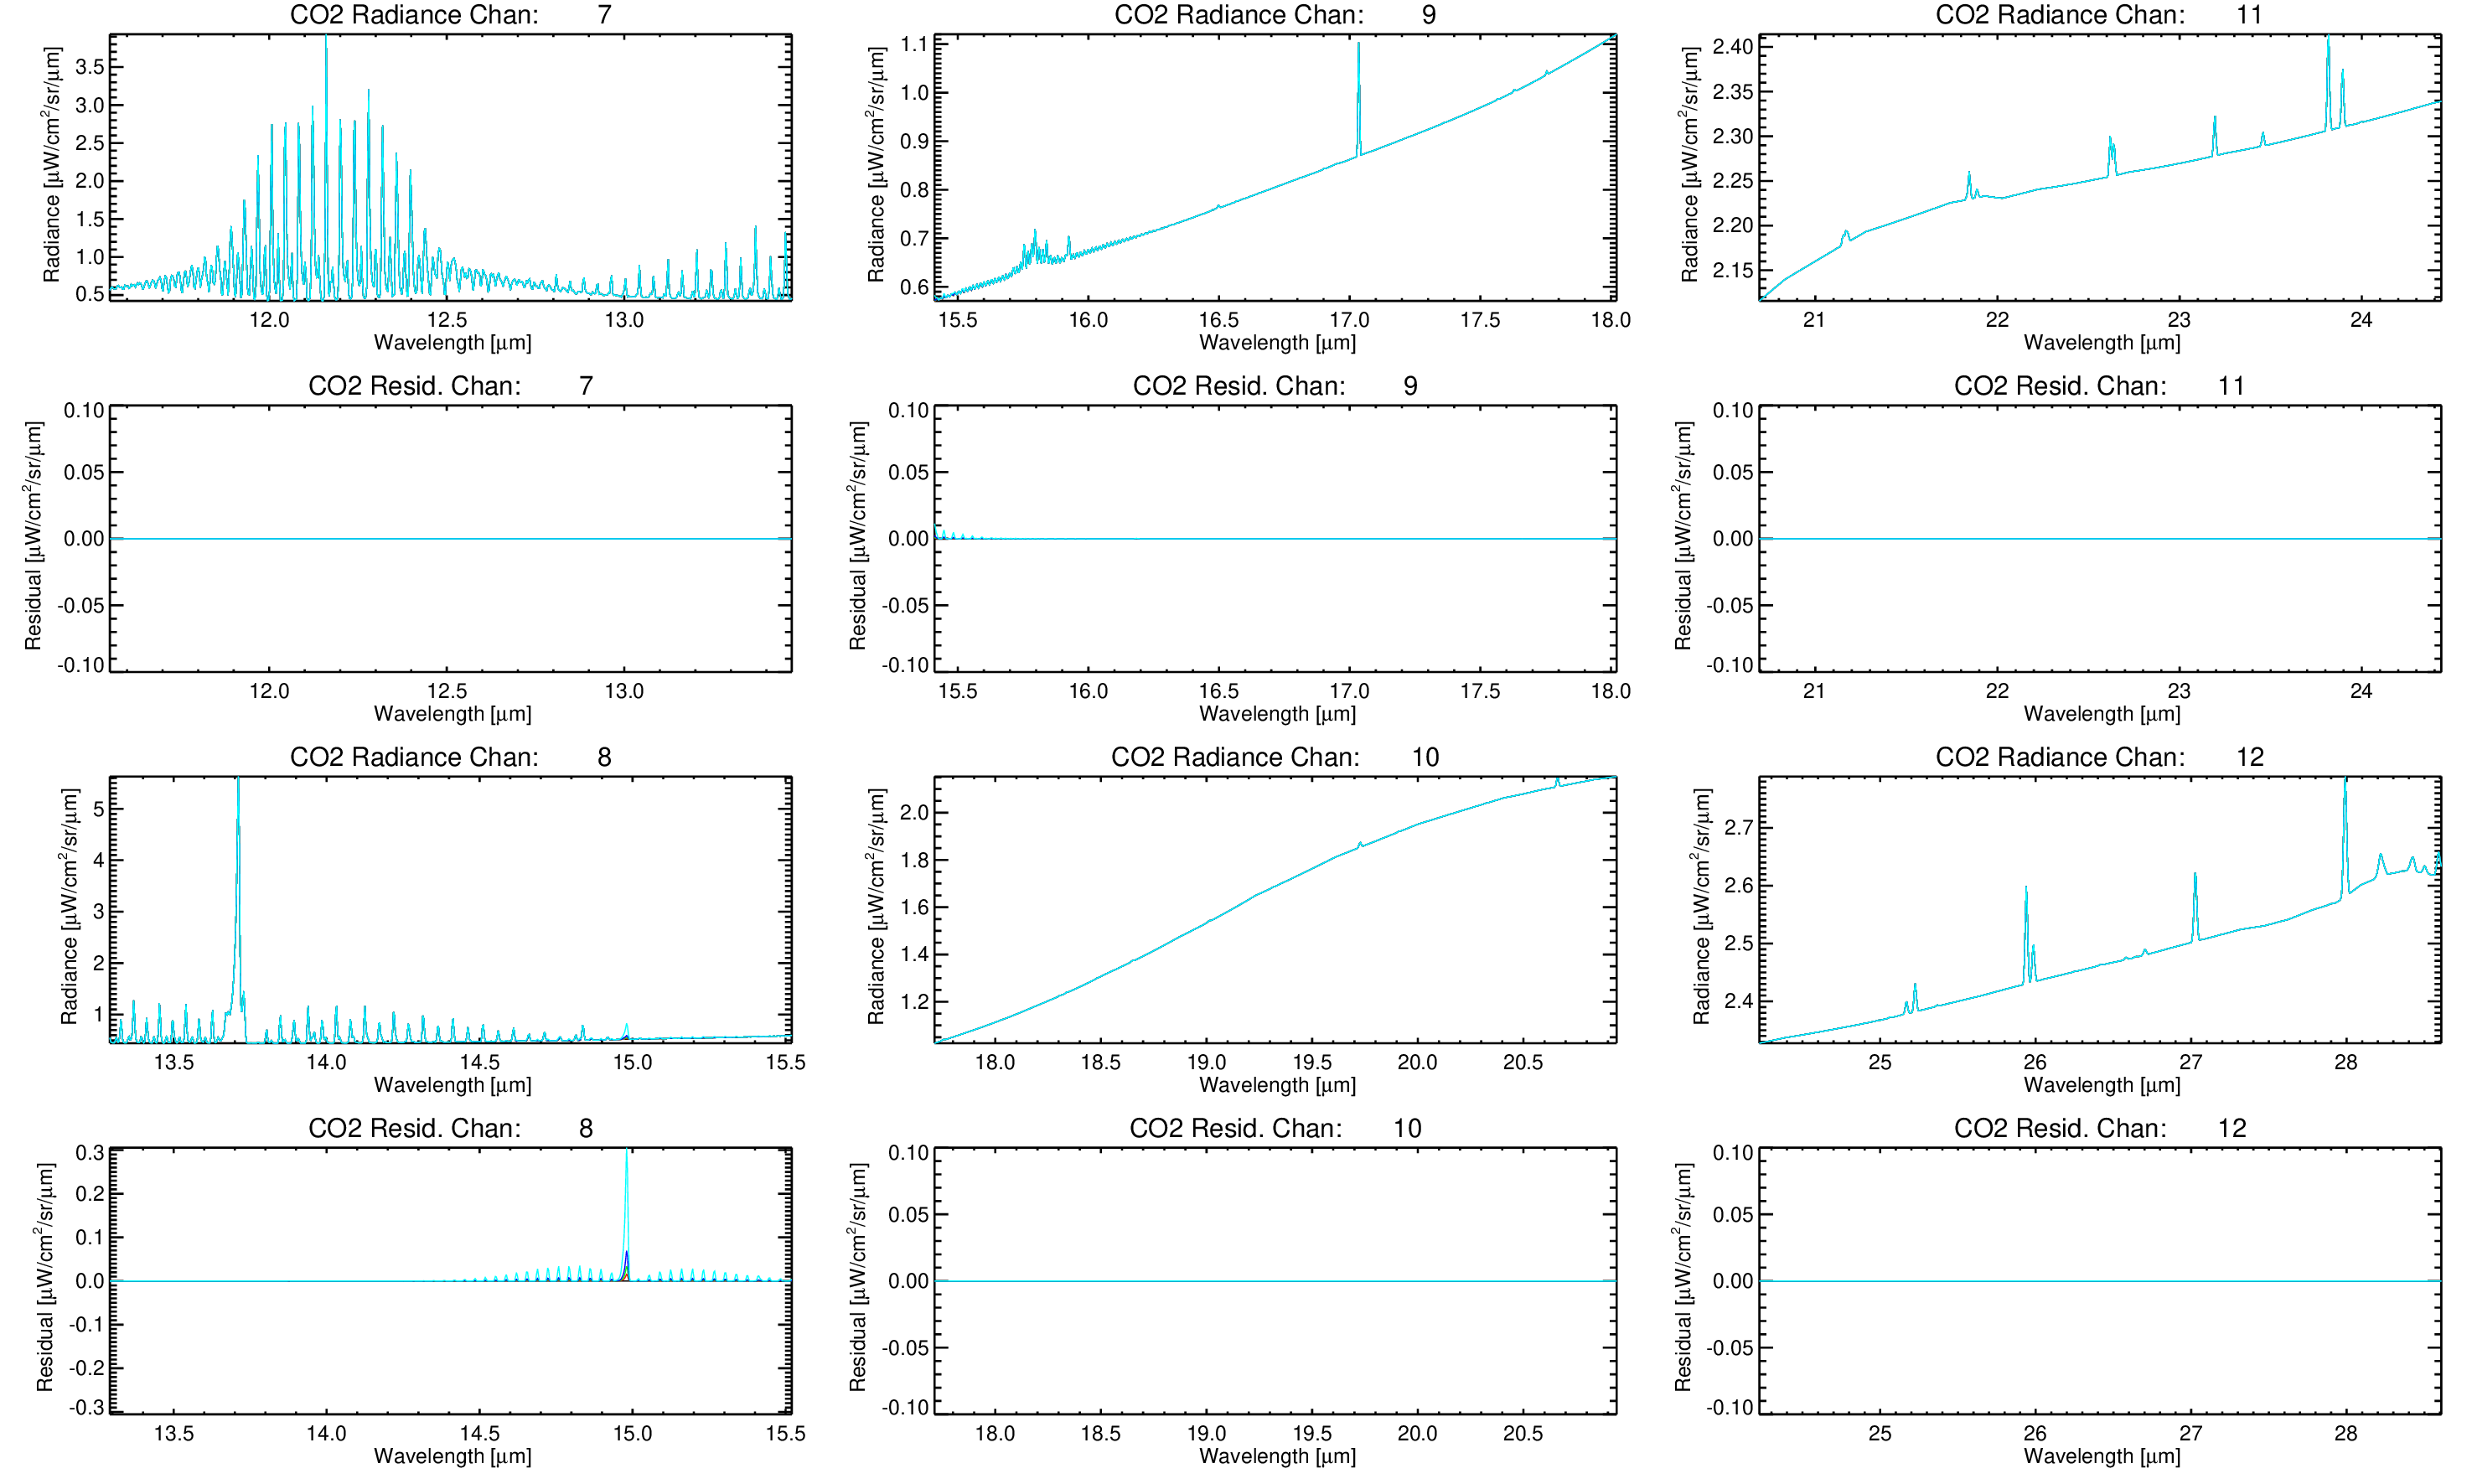 CO2 Radiance Chan: 7
Radiance [μW/cm²/sr/μm]
3.5
3.0
2.5
2.0
1.5
1.0
0.5
12.0 12.5 13.0
Wavelength [μm]
CO2 Radiance Chan: 9
Radiance [μW/cm²/sr/μm]
1.1
1.0
0.9
0.8
0.7
0.6
15.5 16.0 16.5 17.0 17.5 18.0
Wavelength [μm]
CO2 Radiance Chan: 11
Radiance [μW/cm²/sr/μm]
2.40
2.35
2.30
2.25
2.20
2.15
21 22 23 24
Wavelength [μm]
CO2 Resid. Chan: 7
Residual [μW/cm²/sr/μm]
0.10
0.05
0.00
-0.05
-0.10
12.0 12.5 13.0
Wavelength [μm]
CO2 Resid. Chan: 9
Residual [μW/cm²/sr/μm]
0.10
0.05
0.00
-0.05
-0.10
15.5 16.0 16.5 17.0 17.5 18.0
Wavelength [μm]
CO2 Resid. Chan: 11
Residual [μW/cm²/sr/μm]
0.10
0.05
0.00
-0.05
-0.10
21 22 23 24
Wavelength [μm]
CO2 Radiance Chan: 8
Radiance [μW/cm²/sr/μm]
5
4
3
2
1
13.5 14.0 14.5 15.0 15.5
Wavelength [μm]
CO2 Radiance Chan: 10
Radiance [μW/cm²/sr/μm]
2.0
1.8
1.6
1.4
1.2
18.0 18.5 19.0 19.5 20.0 20.5
Wavelength [μm]
CO2 Radiance Chan: 12
Radiance [μW/cm²/sr/μm]
2.7
2.6
2.5
2.4
25 26 27 28
Wavelength [μm]
CO2 Resid. Chan: 8
Residual [μW/cm²/sr/μm]
0.3
0.2
0.1
0.0
-0.1
-0.2
-0.3
13.5 14.0 14.5 15.0 15.5
Wavelength [μm]
CO2 Resid. Chan: 10
Residual [μW/cm²/sr/μm]
0.10
0.05
0.00
-0.05
-0.10
18.0 18.5 19.0 19.5 20.0 20.5
Wavelength [μm]
CO2 Resid. Chan: 12
Residual [μW/cm²/sr/μm]
0.10
0.05
0.00
-0.05
-0.10
25 26 27 28
Wavelength [μm]